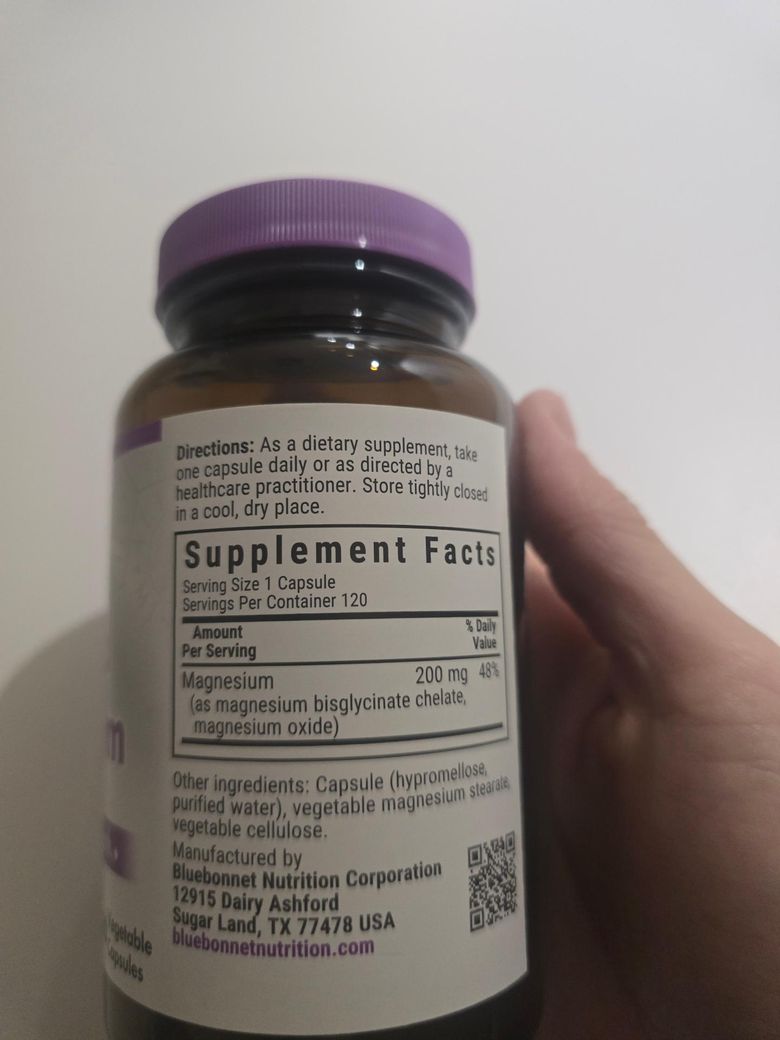 Directions: As a dietary supplement, take
one capsule daily or as directed by a
healthcare practitioner. Store tightly closed
in a cool, dry place.
Supplement Facts
Serving Size 1 Capsule
Servings Per Container 120
Amount
Per Serving
% Daily
Value
Magnesium 200 mg 48%
(as magnesium bisglycinate chelate,
magnesium oxide)
Other ingredients: Capsule (hypromellose,
purified water), vegetable magnesium stearate,
vegetable cellulose.
Manufactured by
Bluebonnet Nutrition Corporation
12915 Dairy Ashford
Sugar Land, TX 77478 USA
bluebonnetnutrition.com